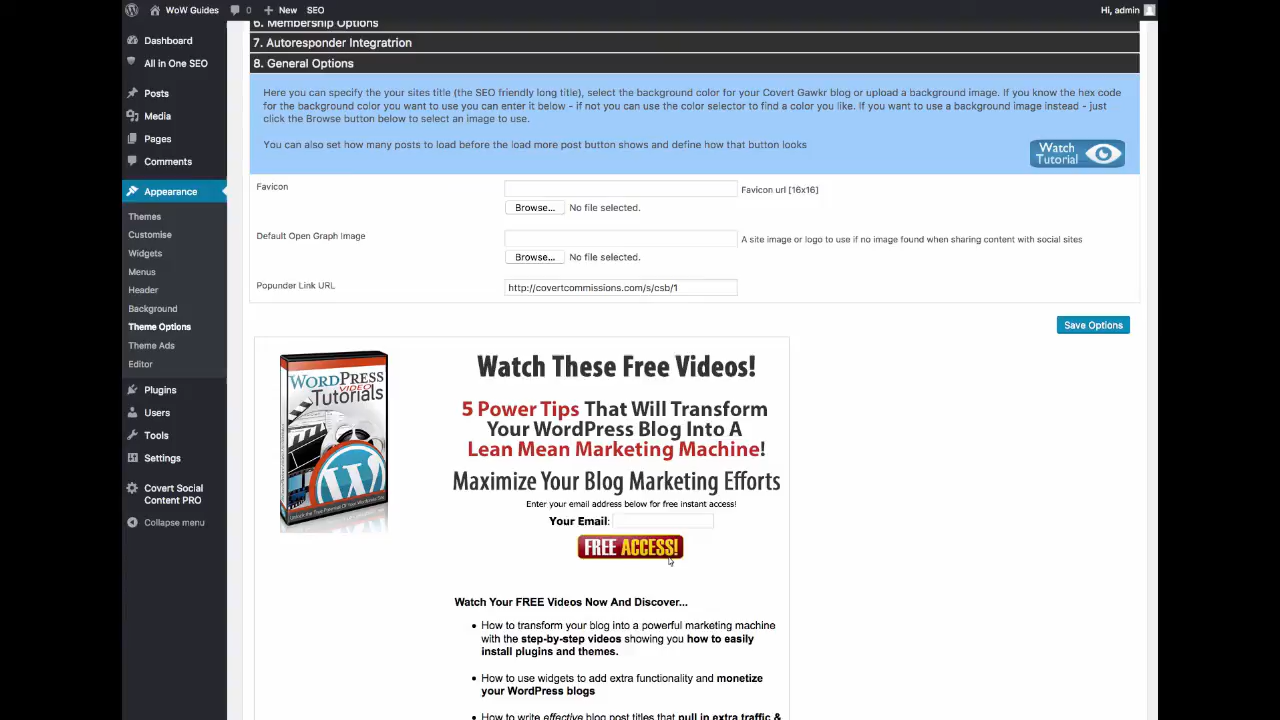 WoW Guides 0 New SEO Hi, admin
Dashboard
All in One SEO
Posts
Media
Pages
Comments
Appearance
Themes
Customise
Widgets
Menus
Header
Background
Theme Options
Theme Ads
Editor
Plugins
Users
Tools
Settings
Covert Social
Content PRO
Collapse menu
6. Membership Options
7. Autoresponder Integratrion
8. General Options
Here you can specify the your sites title (the SEO friendly long title), select the background color for your Covert Gawkr blog or upload a background image. If you know the hex code
for the background color you want to use you can enter it below - if not you can use the color selector to find a color you like. If you want to use a background image instead - just
click the Browse button below to select an image to use.
You can also set how many posts to load before the load more post button shows and define how that button looks
Watch
Tutorial
Favicon
Favicon url [16x16]
Browse... No file selected.
Default Open Graph Image
A site image or logo to use if no image found when sharing content with social sites
Browse... No file selected.
Popunder Link URL
http://covertcommissions.com/s/csb/1
Save Options
WORDPRESS
VIDEO
Tutorials
Watch These Free Videos!
5 Power Tips That Will Transform
Your WordPress Blog Into A
Lean Mean Marketing Machine!
Maximize Your Blog Marketing Efforts
Enter your email address below for free instant access!
Your Email:
FREE ACCESS!
Watch Your FREE Videos Now And Discover...
• How to transform your blog into a powerful marketing machine
with the step-by-step videos showing you how to easily
install plugins and themes.
• How to use widgets to add extra functionality and monetize
your WordPress blogs
• How to write effective blog post titles that pull in extra traffic &